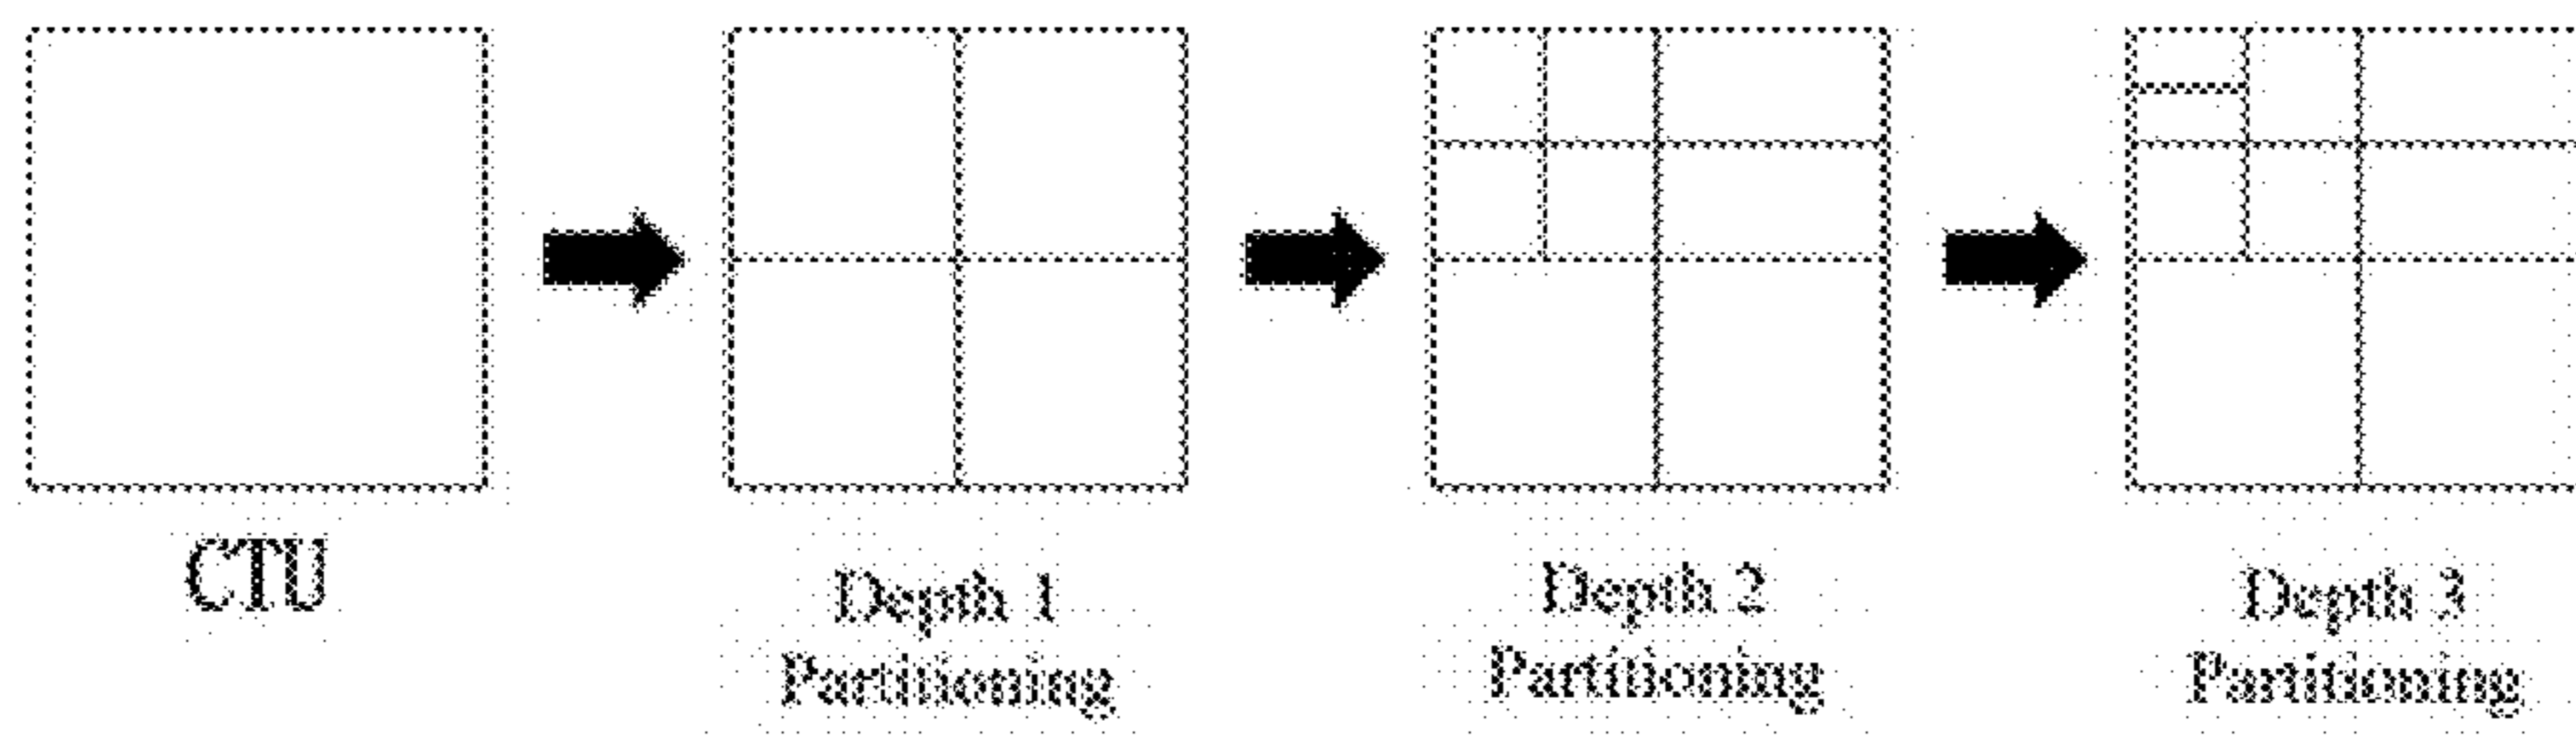 CTU
Depth 1
Partitioning
Depth 2
Partitioning
Depth 3
Partitioning